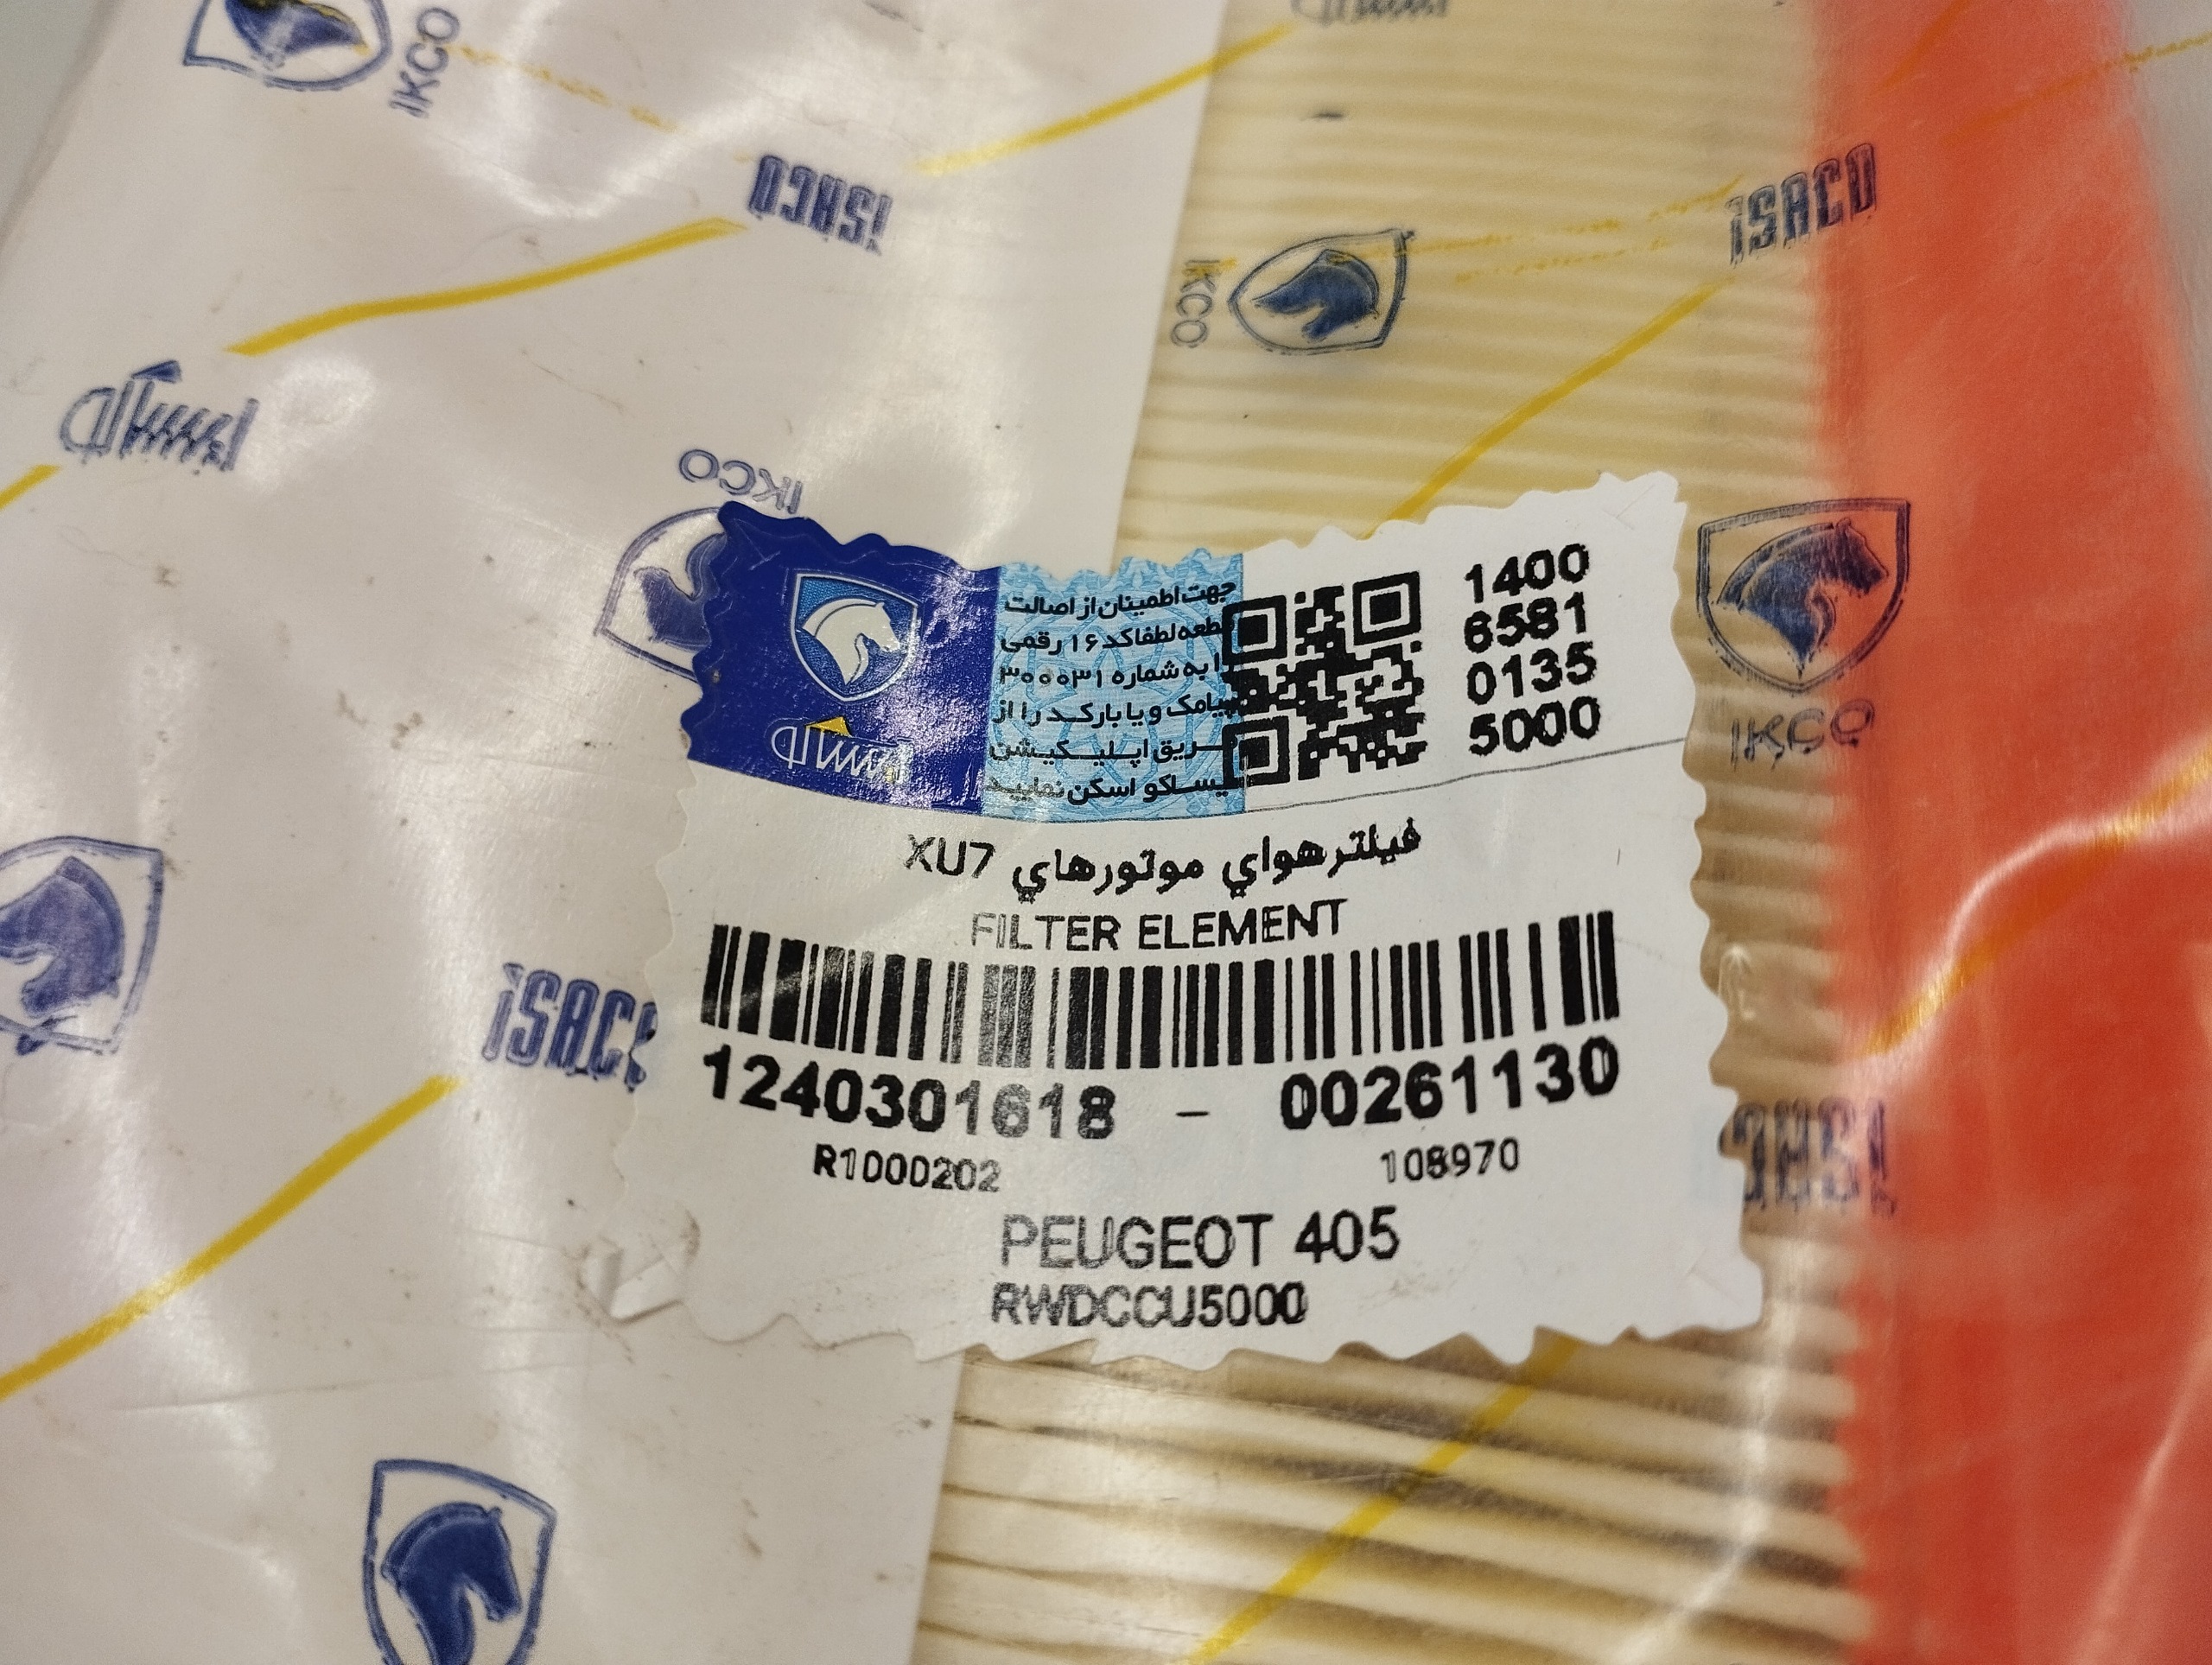 IKCO
ISACO
ISACO
IKCO
IKCO
جهت اطمینان از اصالت
قطعه لطفا کد ۱۶ رقمی
را به شماره ۳۰۰۰۳۱
پیامک و یا بارکد را از
طریق اپلیکیشن
ایساکو اسکن نمایید
1400
6581
0135
5000
IKCO
ایساکو
فيلترهواي موتورهاي XU7
FILTER ELEMENT
ISACO
1240301618 - 00261130
R1000202
108970
ISACO
PEUGEOT 405
RWDCCU5000